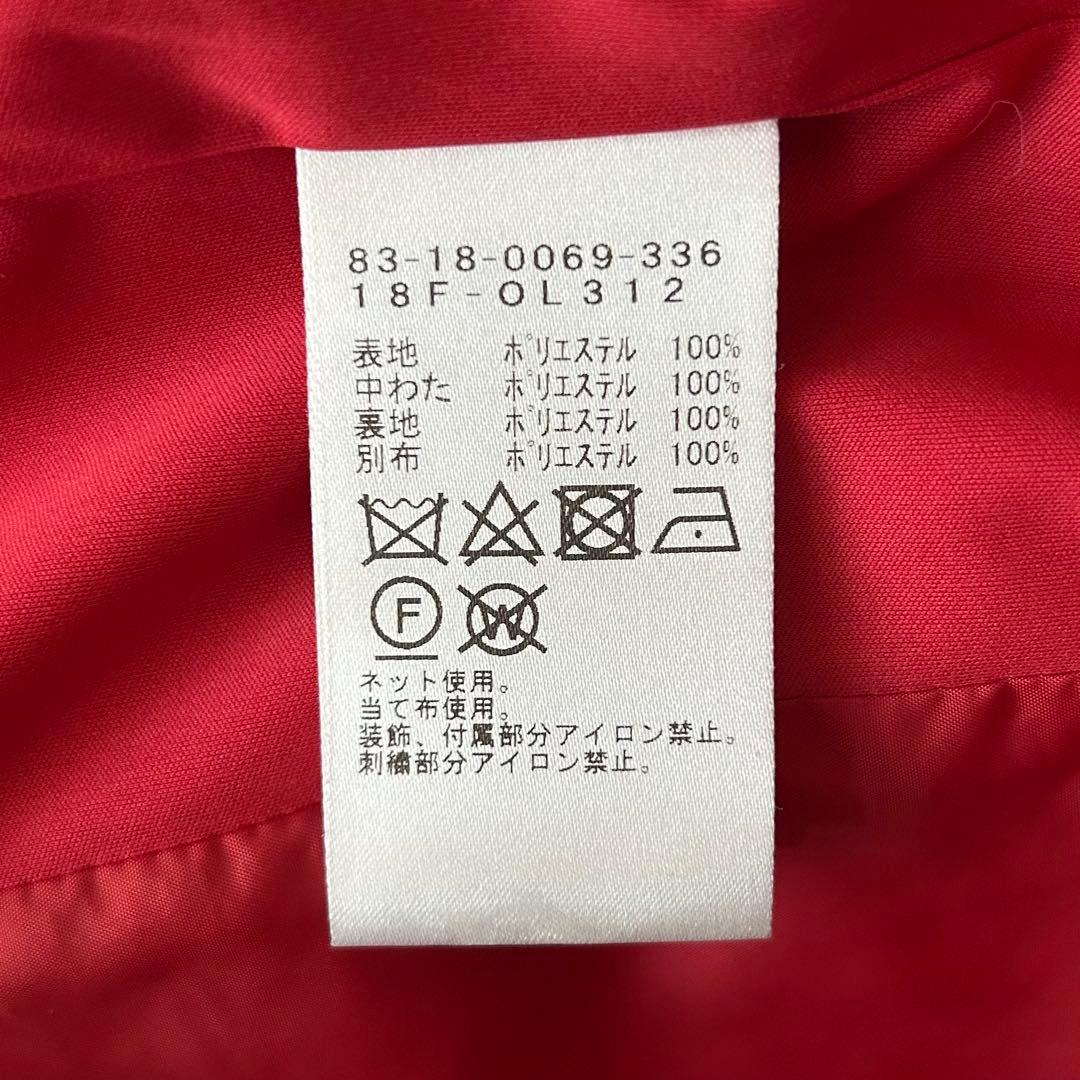 83-18-0069-336
18F-OL312
表地 ポリエステル 100%
中わた ポリエステル 100%
裏地 ポリエステル 100%
別布 ポリエステル 100%
F W
ネット使用。
当て布使用。
装飾、付属部分アイロン禁止。
刺繍部分アイロン禁止。